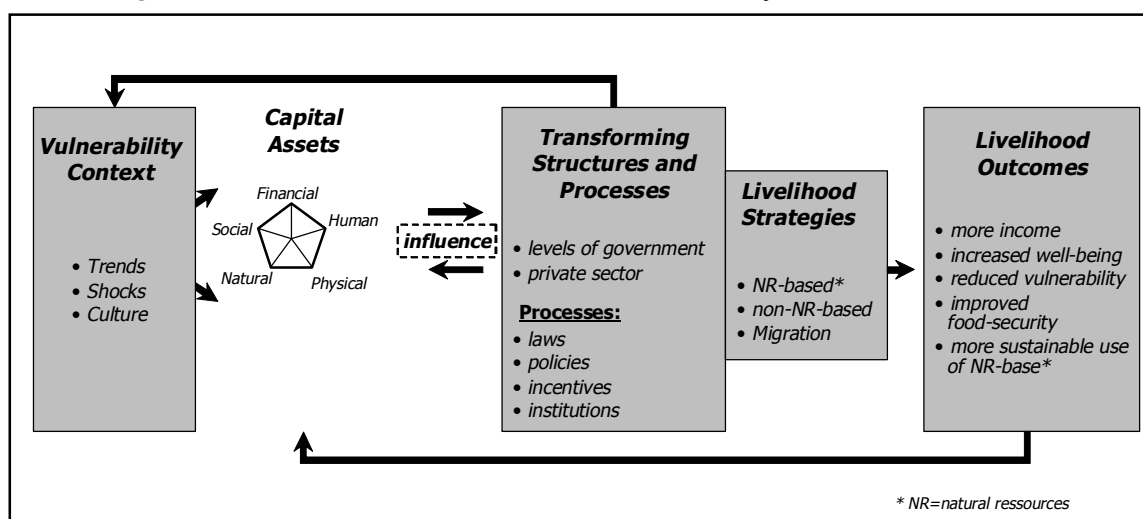 Vulnerability
Context
• Trends
• Shocks
• Culture
Capital
Assets
Financial
Social
Human
Natural
Physical
influence
Transforming
Structures and
Processes
• levels of government
• private sector
Processes:
• laws
• policies
• incentives
• institutions
Livelihood
Strategies
• NR-based*
• non-NR-based
• Migration
Livelihood
Outcomes
• more income
• increased well-being
• reduced vulnerability
• improved
food-security
• more sustainable use
of NR-base*
* NR=natural ressources